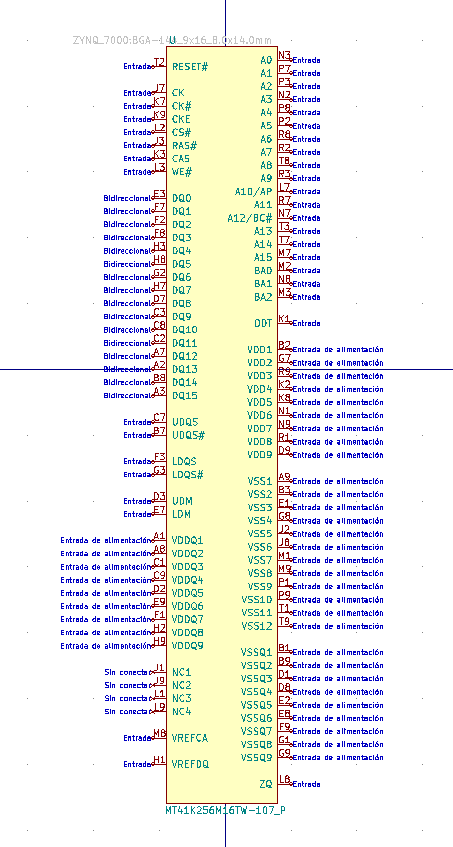 U
ZYNQ_7000:BGA-144_9x16_8.0x14.0mm
Entrada T2 RESET#
Entrada J7 CK
Entrada K7 CK#
Entrada K9 CKE
Entrada L2 CS#
Entrada J3 RAS#
Entrada K3 CAS
Entrada L3 WE#
Bidireccional E3 DQ0
Bidireccional F7 DQ1
Bidireccional F2 DQ2
Bidireccional F8 DQ3
Bidireccional H3 DQ4
Bidireccional H8 DQ5
Bidireccional G2 DQ6
Bidireccional H7 DQ7
Bidireccional D7 DQ8
Bidireccional C3 DQ9
Bidireccional C8 DQ10
Bidireccional C2 DQ11
Bidireccional A7 DQ12
Bidireccional A2 DQ13
Bidireccional B8 DQ14
Bidireccional A3 DQ15
Entrada C7 UDQS
Entrada B7 UDQS#
Entrada F3 LDQS
Entrada G3 LDQS#
Entrada D3 UDM
Entrada E7 LDM
Entrada de alimentación A1 VDDQ1
Entrada de alimentación A8 VDDQ2
Entrada de alimentación C1 VDDQ3
Entrada de alimentación C9 VDDQ4
Entrada de alimentación D2 VDDQ5
Entrada de alimentación E9 VDDQ6
Entrada de alimentación F1 VDDQ7
Entrada de alimentación H2 VDDQ8
Entrada de alimentación H9 VDDQ9
Sin conectar J1 NC1
Sin conectar J9 NC2
Sin conectar L1 NC3
Sin conectar L9 NC4
Entrada M8 VREFCA
Entrada H1 VREFDQ
A0 N3 Entrada
A1 P7 Entrada
A2 P3 Entrada
A3 N2 Entrada
A4 P8 Entrada
A5 P2 Entrada
A6 R8 Entrada
A7 R2 Entrada
A8 T8 Entrada
A9 R3 Entrada
A10/AP L7 Entrada
A11 R7 Entrada
A12/BC# N7 Entrada
A13 T3 Entrada
A14 T7 Entrada
A15 M7 Entrada
BA0 M2 Entrada
BA1 N8 Entrada
BA2 M3 Entrada
ODT K1 Entrada
VDD1 B2 Entrada de alimentación
VDD2 G7 Entrada de alimentación
VDD3 R9 Entrada de alimentación
VDD4 K2 Entrada de alimentación
VDD5 K8 Entrada de alimentación
VDD6 N1 Entrada de alimentación
VDD7 N9 Entrada de alimentación
VDD8 R1 Entrada de alimentación
VDD9 D9 Entrada de alimentación
VSS1 A9 Entrada de alimentación
VSS2 B3 Entrada de alimentación
VSS3 E1 Entrada de alimentación
VSS4 G8 Entrada de alimentación
VSS5 J2 Entrada de alimentación
VSS6 J8 Entrada de alimentación
VSS7 M1 Entrada de alimentación
VSS8 M9 Entrada de alimentación
VSS9 P1 Entrada de alimentación
VSS10 P9 Entrada de alimentación
VSS11 T1 Entrada de alimentación
VSS12 T9 Entrada de alimentación
VSSQ1 B1 Entrada de alimentación
VSSQ2 B9 Entrada de alimentación
VSSQ3 D1 Entrada de alimentación
VSSQ4 D8 Entrada de alimentación
VSSQ5 E2 Entrada de alimentación
VSSQ6 E8 Entrada de alimentación
VSSQ7 F9 Entrada de alimentación
VSSQ8 G1 Entrada de alimentación
VSSQ9 G9 Entrada de alimentación
ZQ L8 Entrada
MT41K256M16TW-107_P